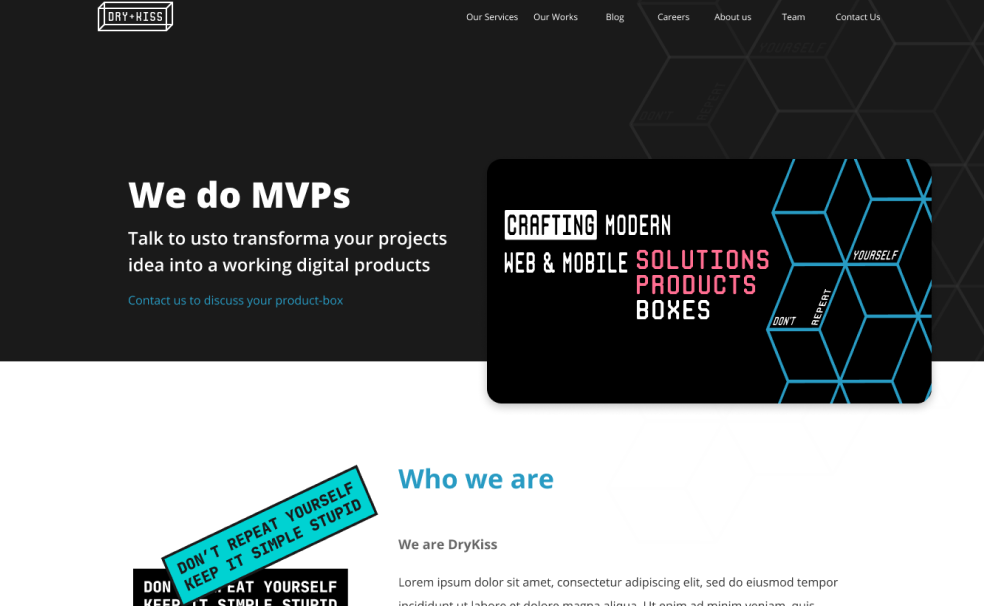 DRY+KISS
Our Services Our Works Blog Careers About us Team Contact Us
YOURSELF
DON'T
REPEAT
We do MVPs
Talk to usto transforma your projects
idea into a working digital products
Contact us to discuss your product-box
CRAFTING MODERN
WEB & MOBILE SOLUTIONS
PRODUCTS
BOXES
YOURSELF
DON'T
REPERT
Who we are
We are DryKiss
Lorem ipsum dolor sit amet, consectetur adipiscing elit, sed do eiusmod tempor
incididunt ut labore et dolore magna aliqua. Ut enim ad minim veniam, quis
DON'T REPEAT YOURSELF
KEEP IT SIMPLE STUPID
DON EAT YOURSELF
KEEP IT SIMPLE STUPID